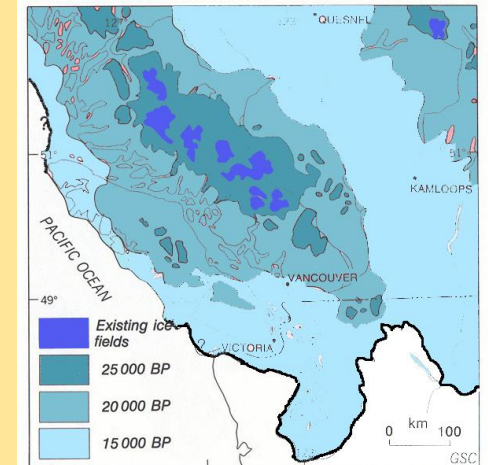 QUESNEL
51°
51°
KAMLOOPS
PACIFIC OCEAN
VANCOUVER
49°
Existing ice
fields
?
VICTORIA
25 000 BP
20 000 BP
15 000 BP
km
0 100
GSC